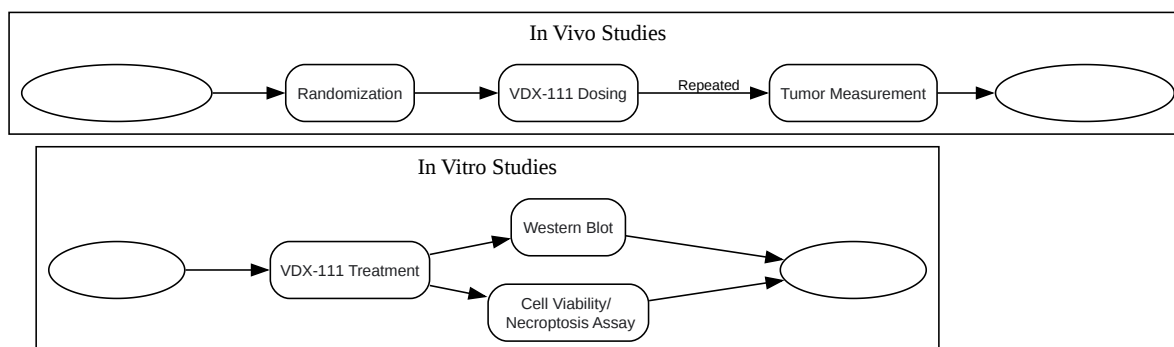 In Vivo Studies
Randomization
VDX-111 Dosing
Repeated
Tumor Measurement
In Vitro Studies
VDX-111 Treatment
Western Blot
Cell Viability/
Necroptosis Assay